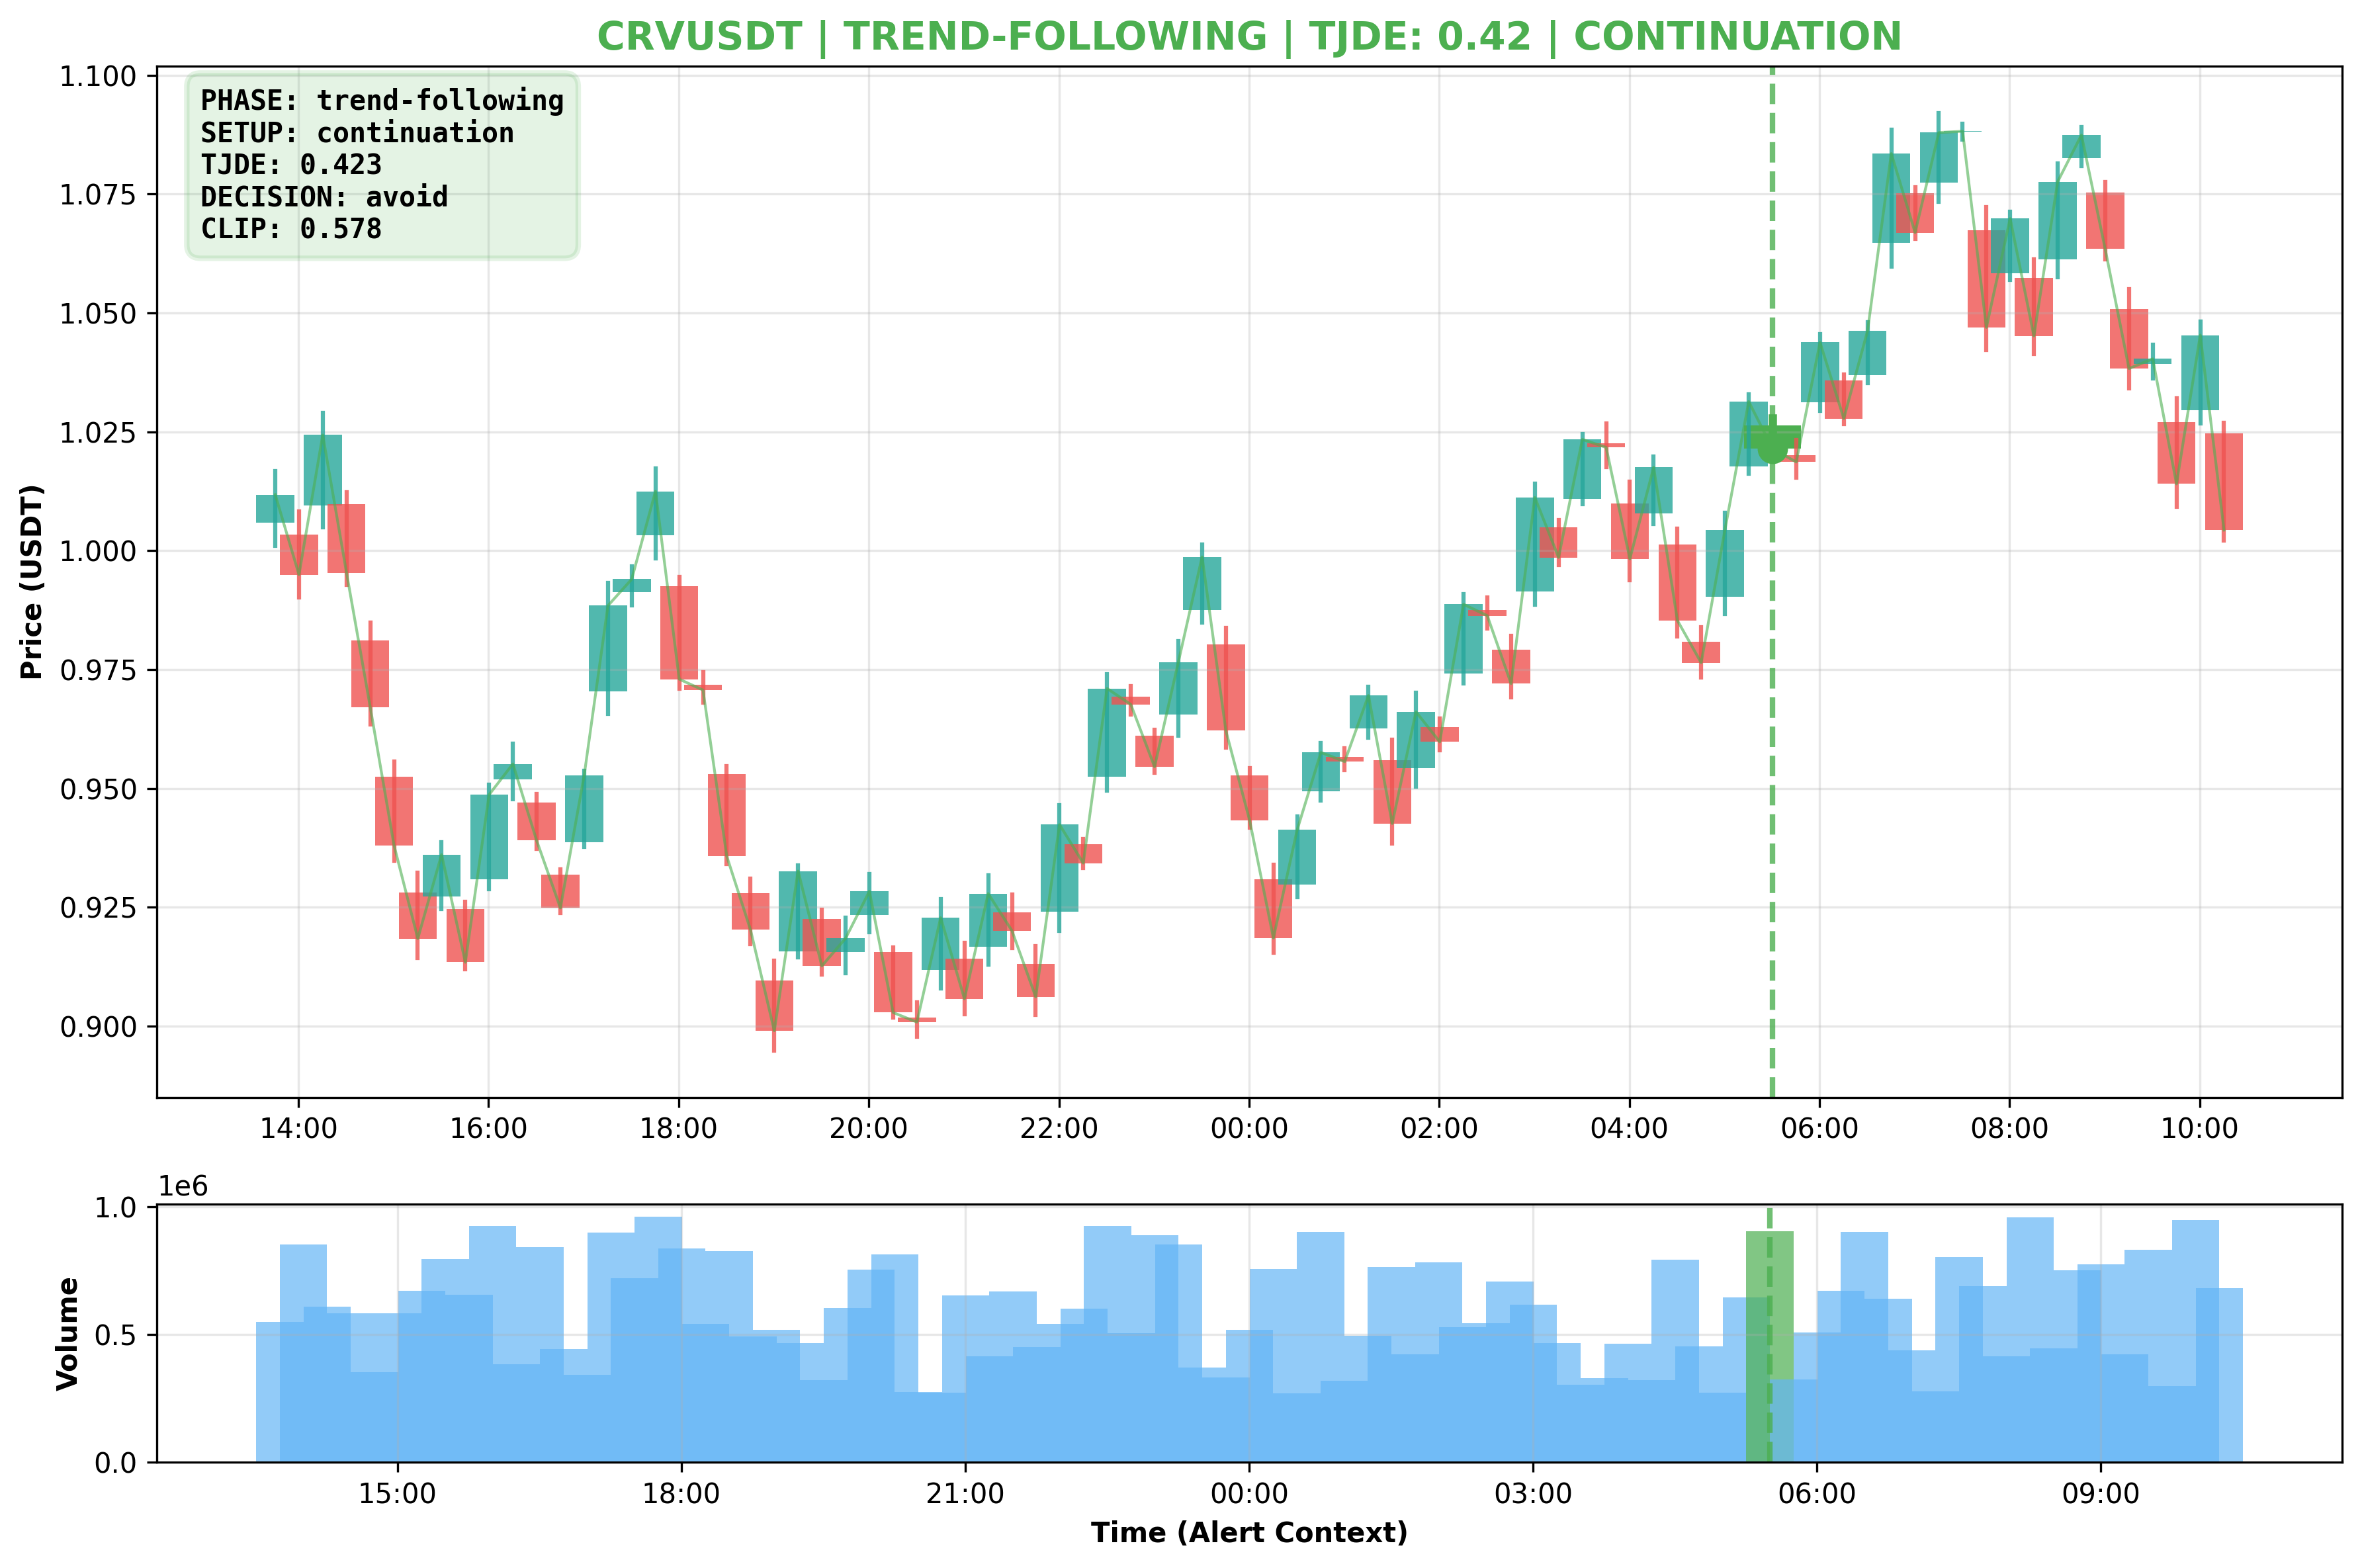 CRVUSDT | TREND-FOLLOWING | TJDE: 0.42 | CONTINUATION
PHASE: trend-following
SETUP: continuation
TJDE: 0.423
DECISION: avoid
CLIP: 0.578
Price (USDT)
1.100
1.075
1.050
1.025
1.000
0.975
0.950
0.925
0.900
14:00 16:00 18:00 20:00 22:00 00:00 02:00 04:00 06:00 08:00 10:00
1e6
Volume
1.0
0.5
0.0
15:00 18:00 21:00 00:00 03:00 06:00 09:00
Time (Alert Context)